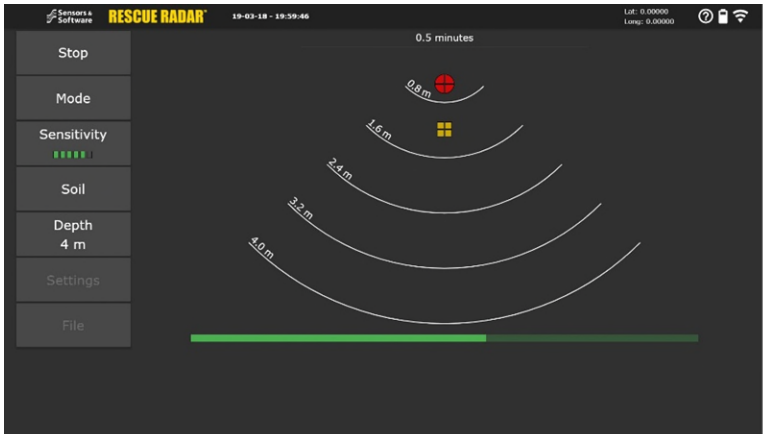 Sensors &
Software
RESCUE RADAR
19-03-18 - 19:59:46
Lat: 0.00000
Long: 0.00000
0.5 minutes
Stop
Mode
Sensitivity
Soil
Depth
4 m
Settings
File
0.8 m
1.6 m
2.4 m
3.2 m
4.0 m